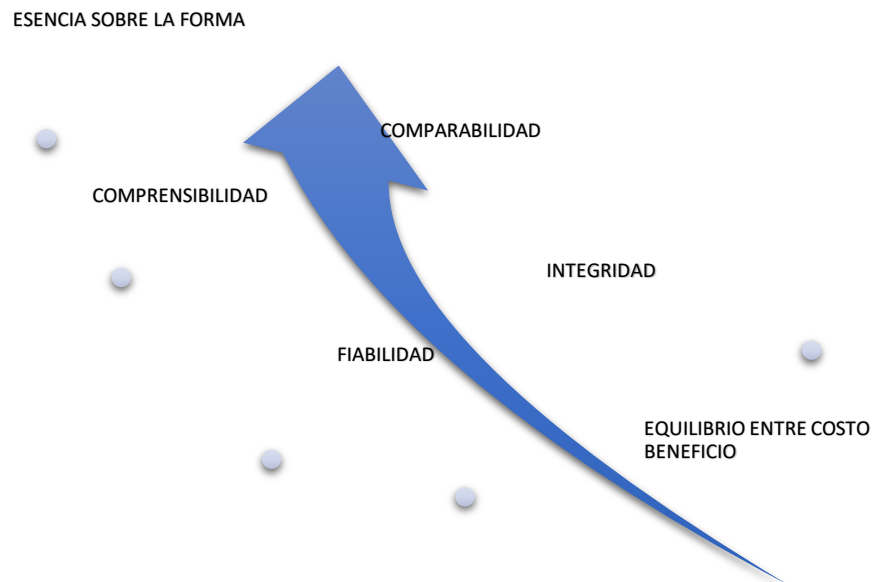 ESENCIA SOBRE LA FORMA
COMPARABILIDAD
COMPRENSIBILIDAD
INTEGRIDAD
FIABILIDAD
EQUILIBRIO ENTRE COSTO
BENEFICIO